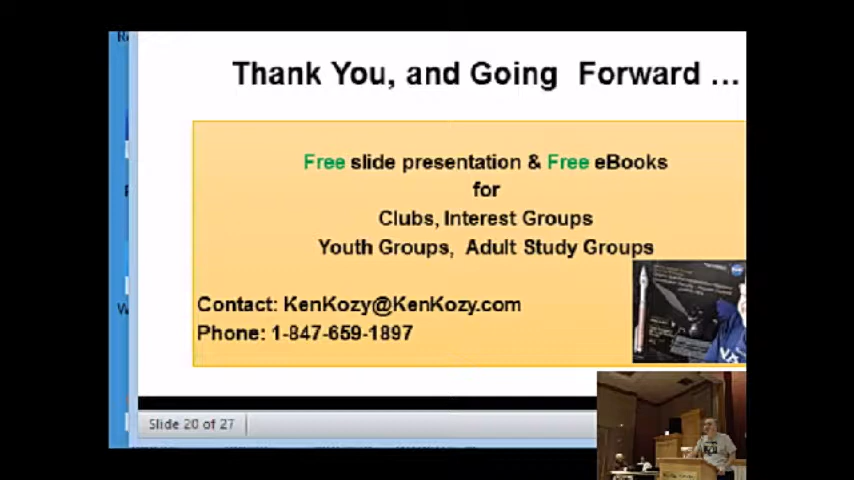 Thank You, and Going Forward ...
Free slide presentation & Free eBooks
for
Clubs, Interest Groups
Youth Groups, Adult Study Groups
Contact: KenKozy@KenKozy.com
Phone: 1-847-659-1897
Slide 20 of 27